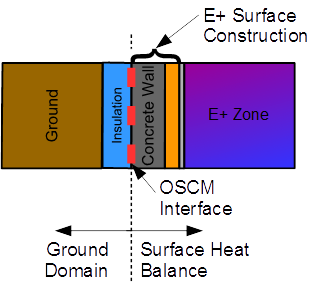 E+ Surface
Construction
Ground
Insulation
Concrete Wall
E+ Zone
OSCM
Interface
Ground
Domain
Surface Heat
Balance